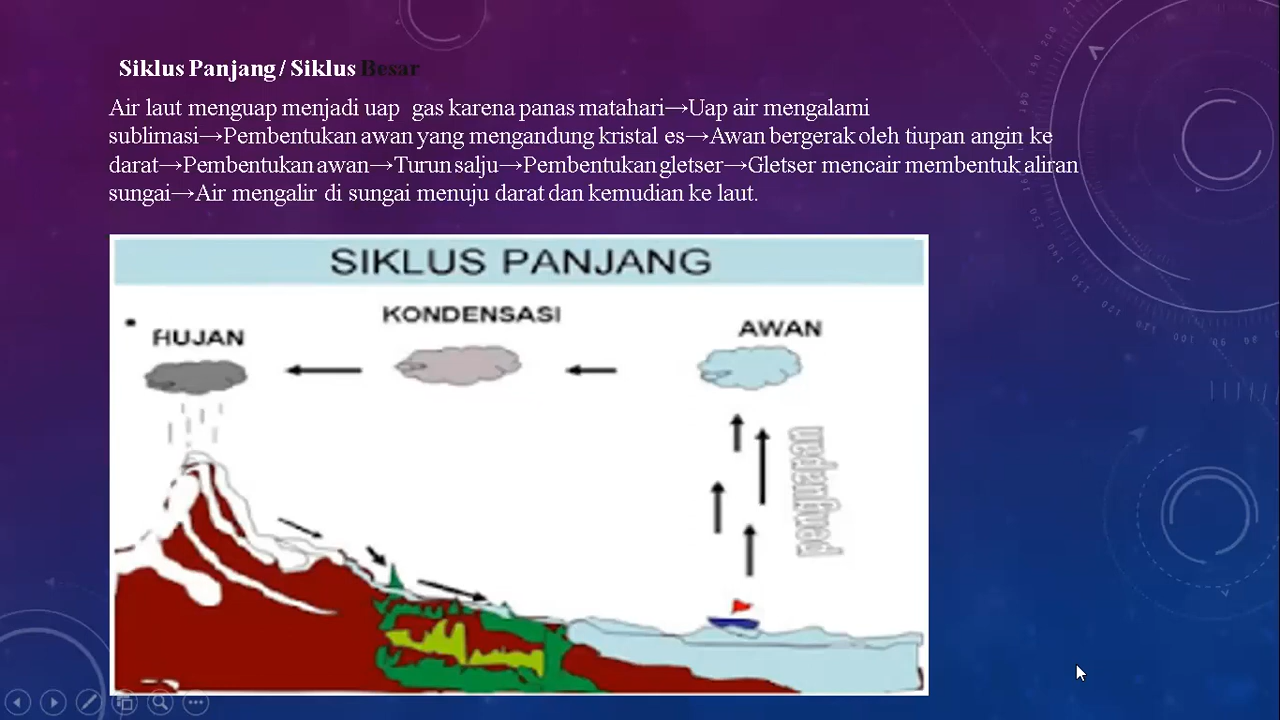 Siklus Panjang / Siklus Besar
Air laut menguap menjadi uap gas karena panas matahari→Uap air mengalami
sublimasi→Pembentukan awan yang mengandung kristal es→Awan bergerak oleh tiupan angin ke
darat→Pembentukan awan→Turun salju→Pembentukan gletser→Gletser mencair membentuk aliran
sungai→Air mengalir di sungai menuju darat dan kemudian ke laut.
SIKLUS PANJANG
KONDENSASI
AWAN
• HUJAN
penguapan